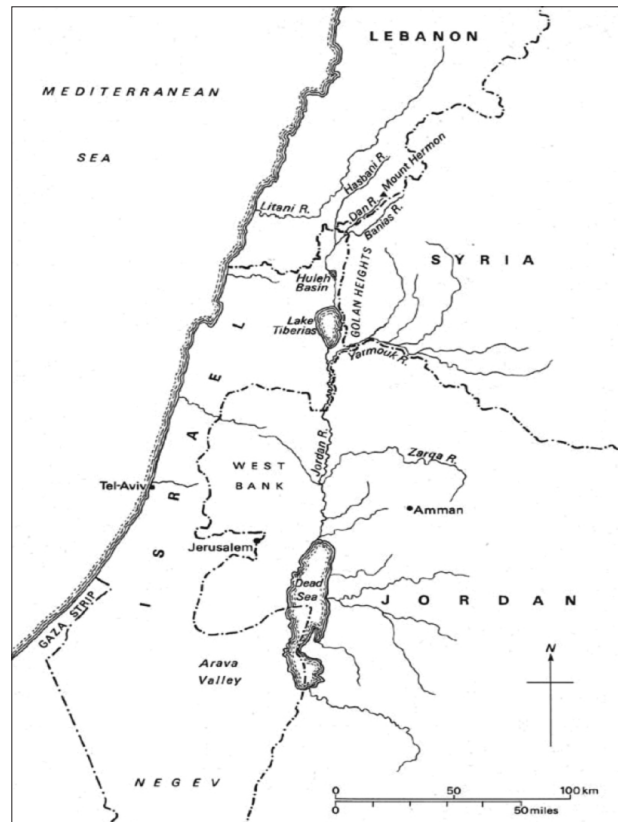 LEBANON
MEDITERRANEAN
SEA
Hasbani R.
Mount Harmon
Dan R.
Banias R.
Litani R.
SYRIA
Huleh
Basin
GOLAN HEIGHTS
Lake
Tiberias
Yarmouk R.
ISRAEL
Jordan R.
Zarqa R.
WEST
BANK
Tel-Aviv
Amman
Jerusalem
Dead
Sea
JORDAN
GAZA STRIP
Arava
Valley
N
NEGEV
0 50 100 km
0 50 miles